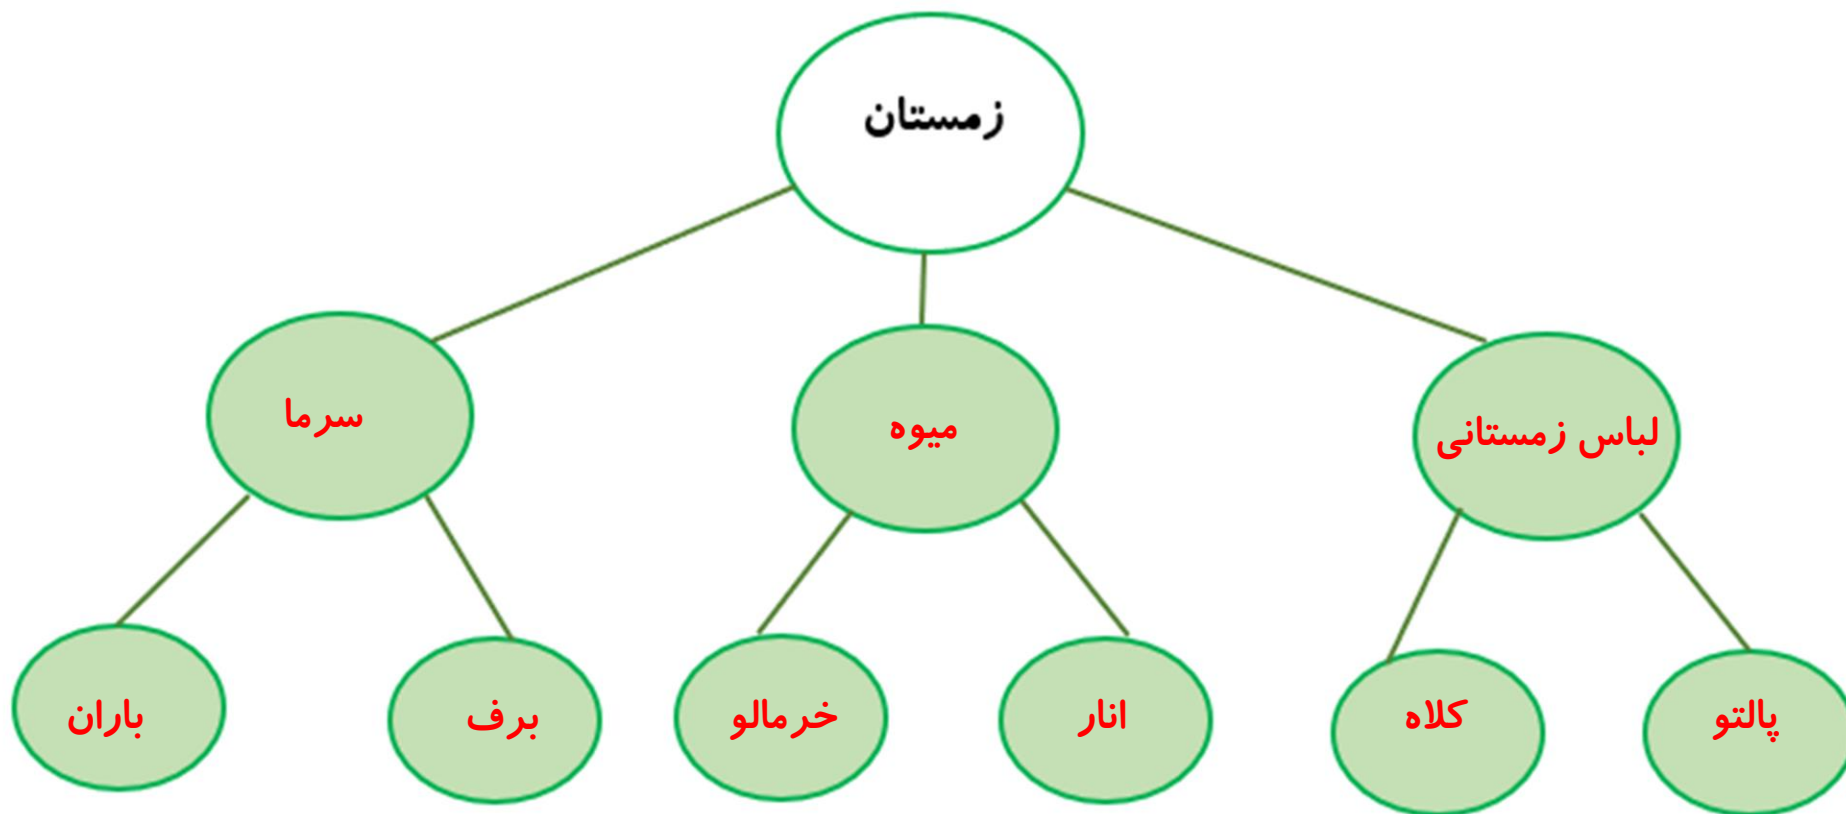 زمستان
لباس زمستانی
میوه
سرما
پالتو
کلاه
انار
خرمالو
برف
باران